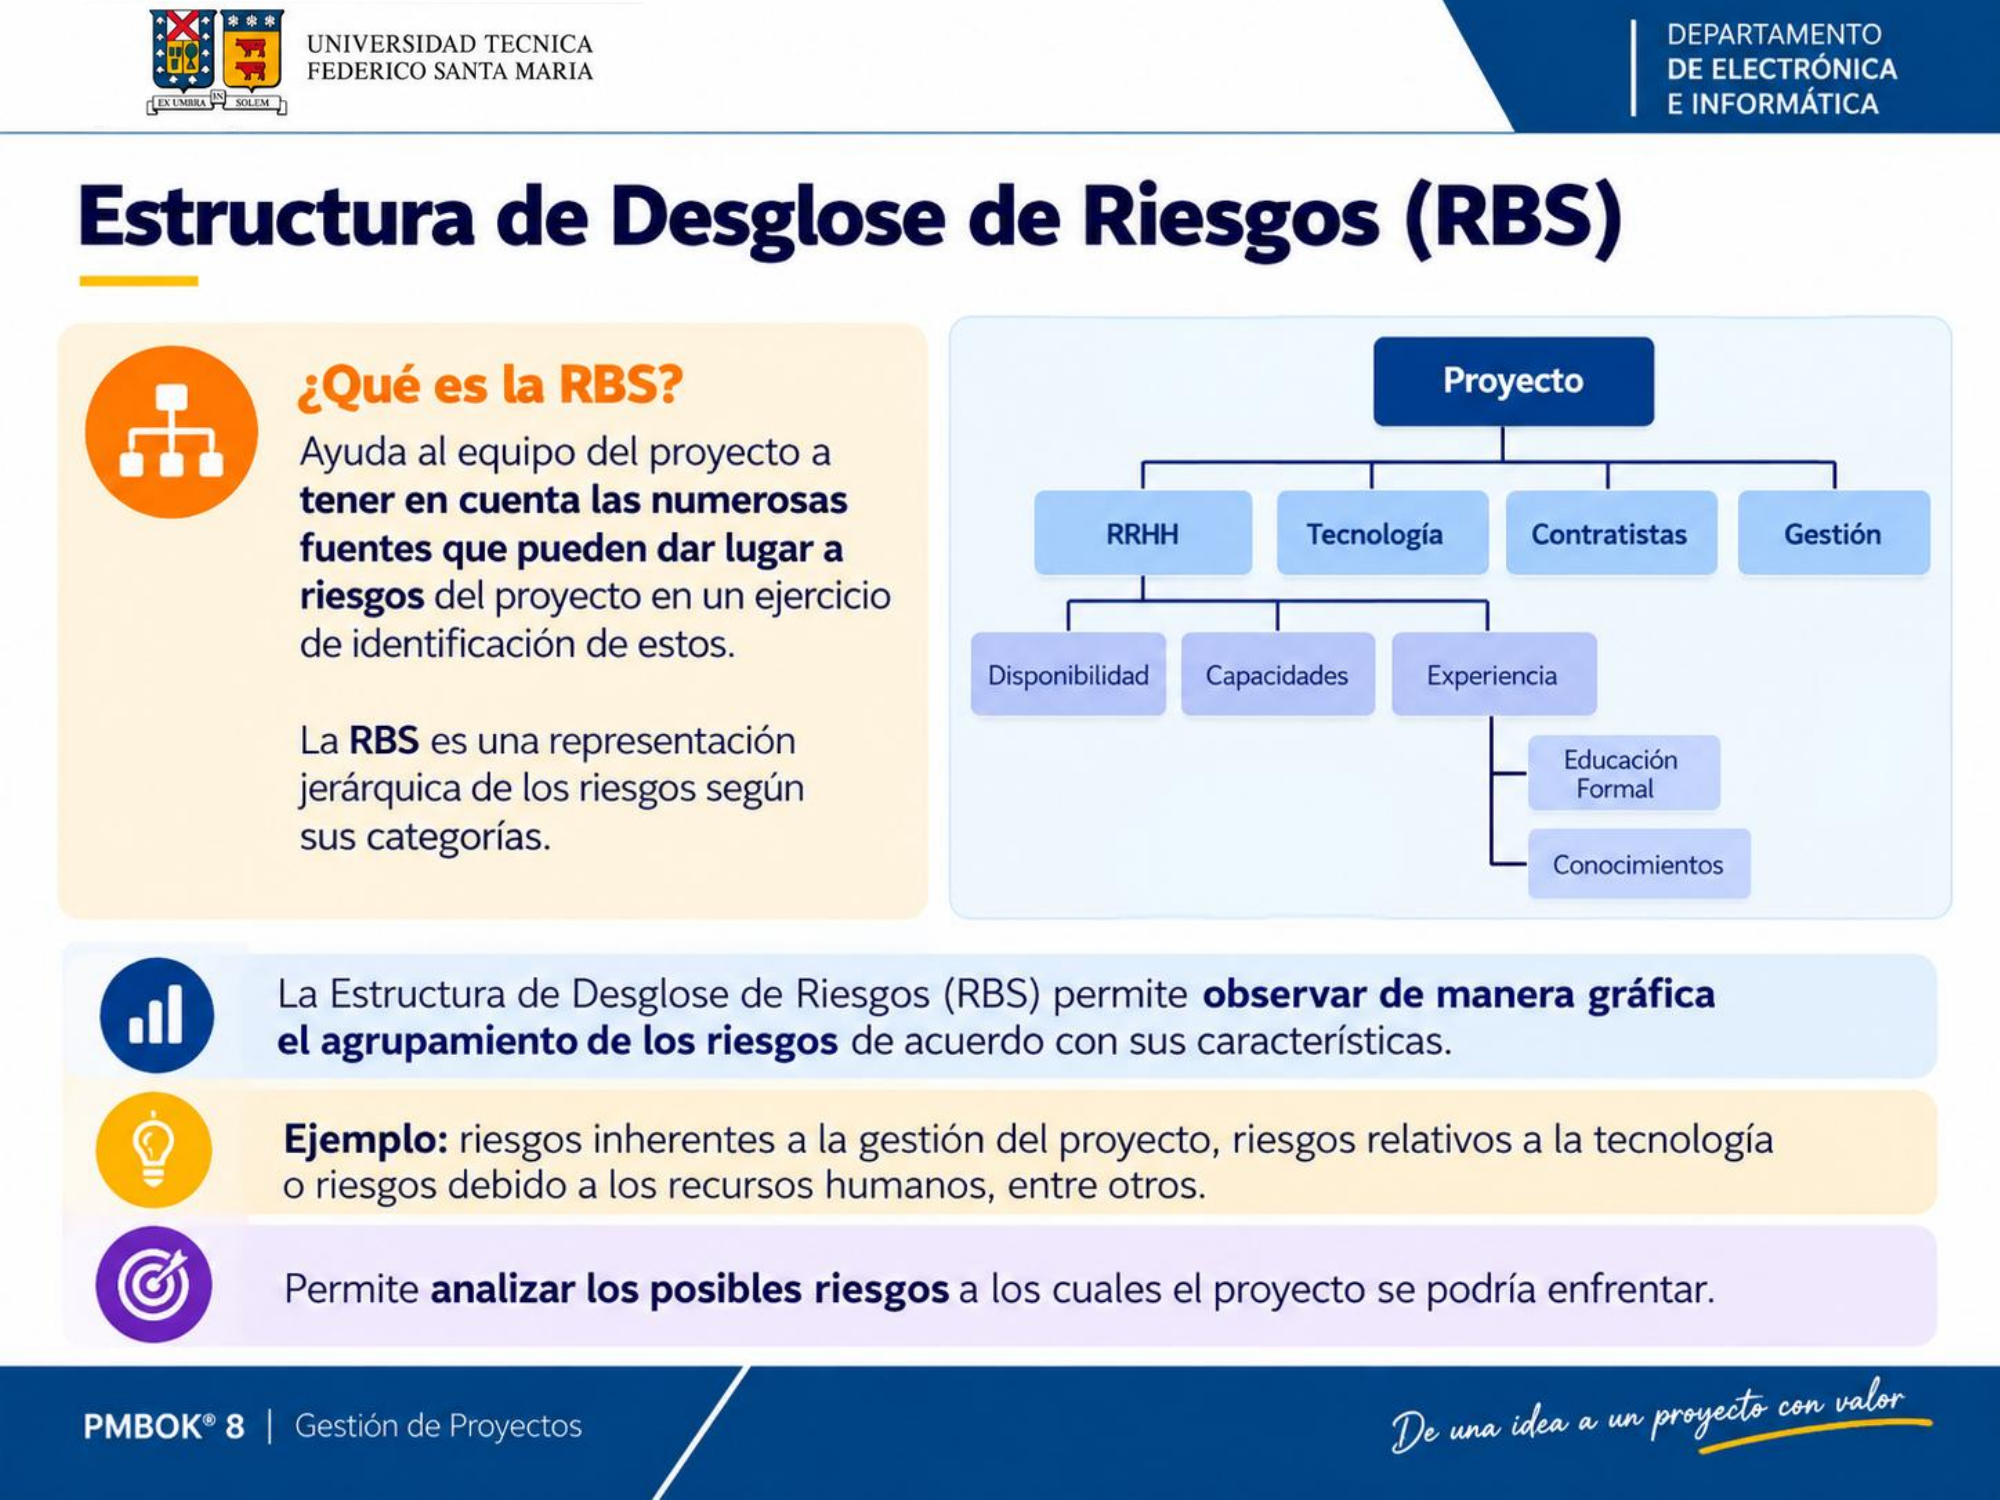 EX UMBRA IN SOLEM
UNIVERSIDAD TECNICA
FEDERICO SANTA MARIA
DEPARTAMENTO
DE ELECTRÓNICA
E INFORMÁTICA
Estructura de Desglose de Riesgos (RBS)
¿Qué es la RBS?
Ayuda al equipo del proyecto a
tener en cuenta las numerosas
fuentes que pueden dar lugar a
riesgos del proyecto en un ejercicio
de identificación de estos.
La RBS es una representación
jerárquica de los riesgos según
sus categorías.
Proyecto
RRHH
Tecnología
Contratistas
Gestión
Disponibilidad
Capacidades
Experiencia
Educación
Formal
Conocimientos
La Estructura de Desglose de Riesgos (RBS) permite observar de manera gráfica
el agrupamiento de los riesgos de acuerdo con sus características.
Ejemplo: riesgos inherentes a la gestión del proyecto, riesgos relativos a la tecnología
o riesgos debido a los recursos humanos, entre otros.
Permite analizar los posibles riesgos a los cuales el proyecto se podría enfrentar.
PMBOK® 8 | Gestión de Proyectos
De una idea a un proyecto con valor